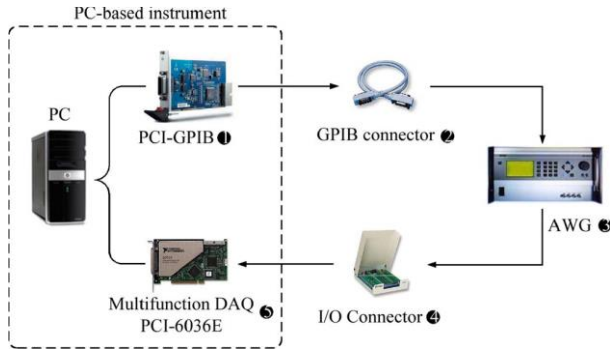 PC-based instrument
PC
PCI-GPIB ❶
GPIB connector ❷
AWG ❸
I/O Connector ❹
Multifunction DAQ ❺
PCI-6036E